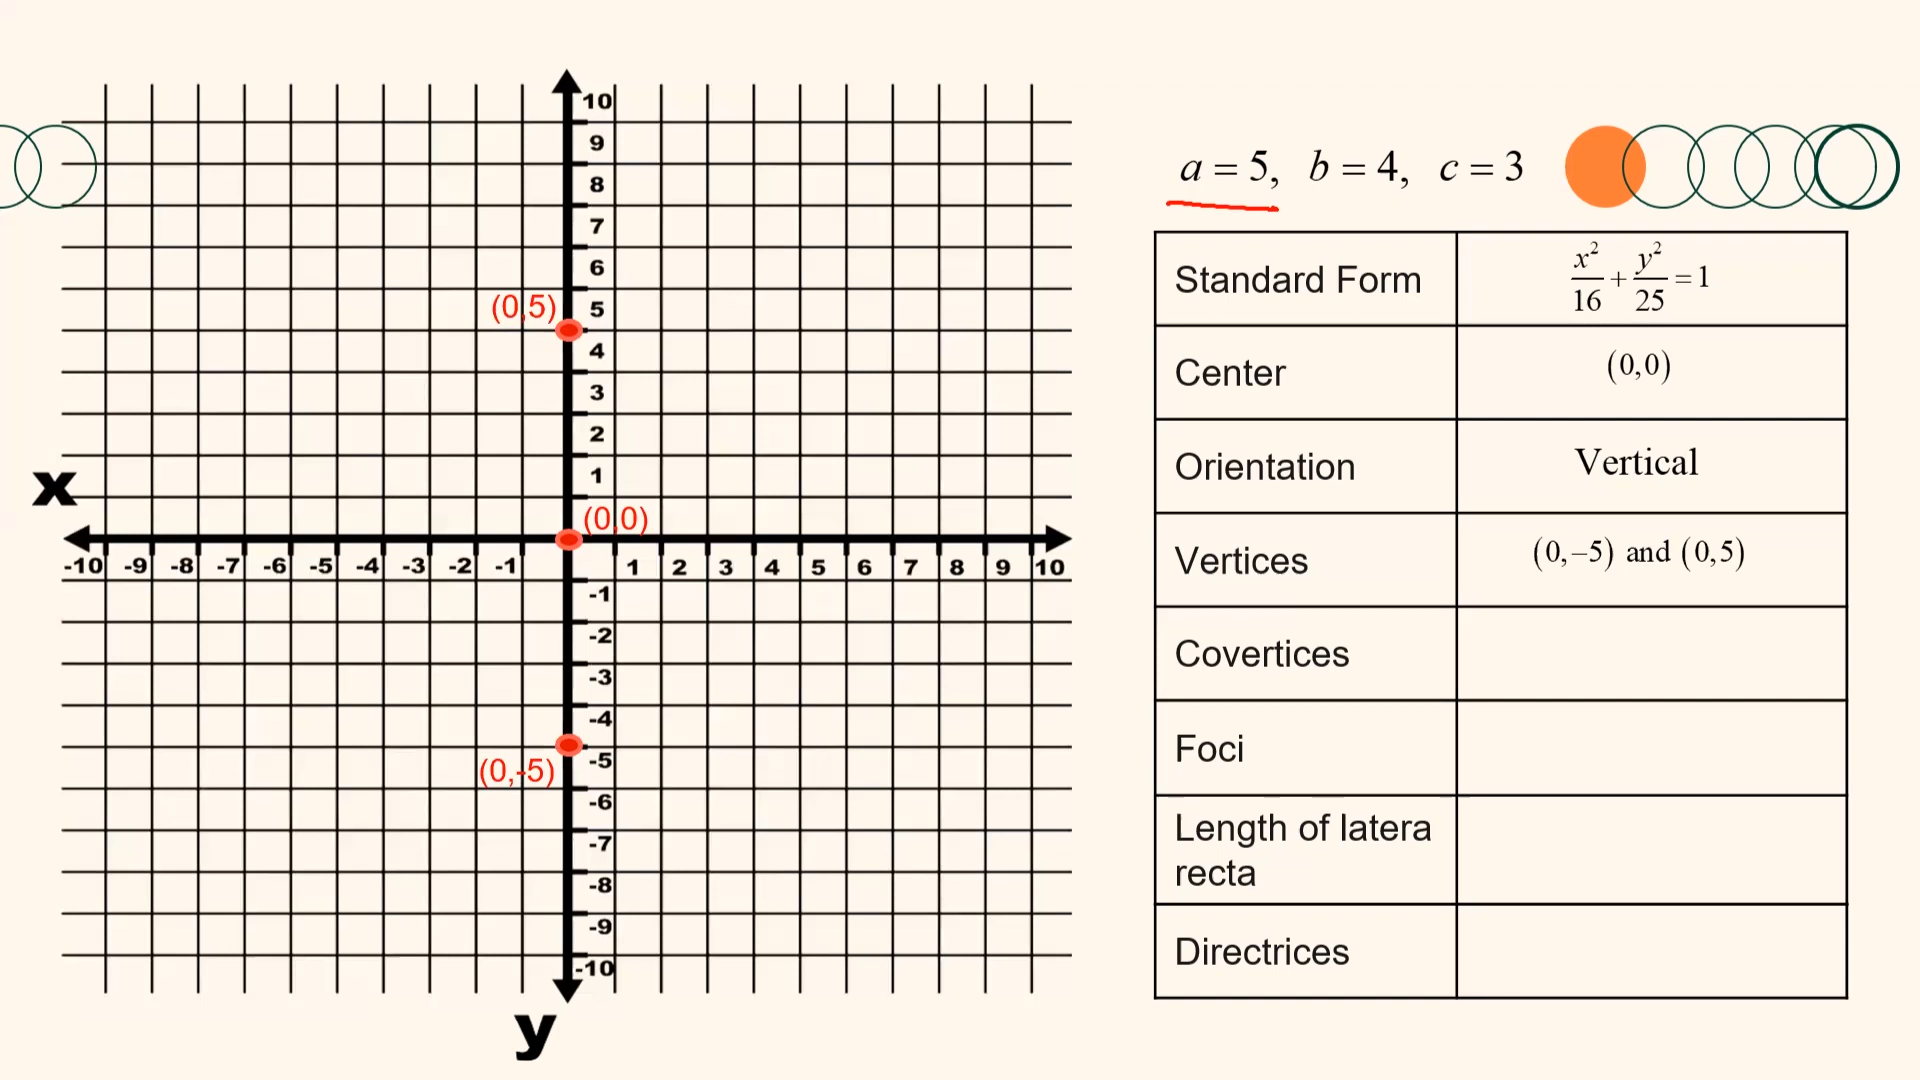 10
9
8
7
6
(0,5) 5
4
3
2
1
x
(0,0)
-10 -9 -8 -7 -6 -5 -4 -3 -2 -1 1 2 3 4 5 6 7 8 9 10
-1
-2
-3
-4
-5
(0,-5)
-6
-7
-8
-9
-10
y
a = 5, b = 4, c = 3
Standard Form x²/16 + y²/25 = 1
Center (0,0)
Orientation Vertical
Vertices (0,–5) and (0,5)
Covertices
Foci
Length of latera
recta
Directrices